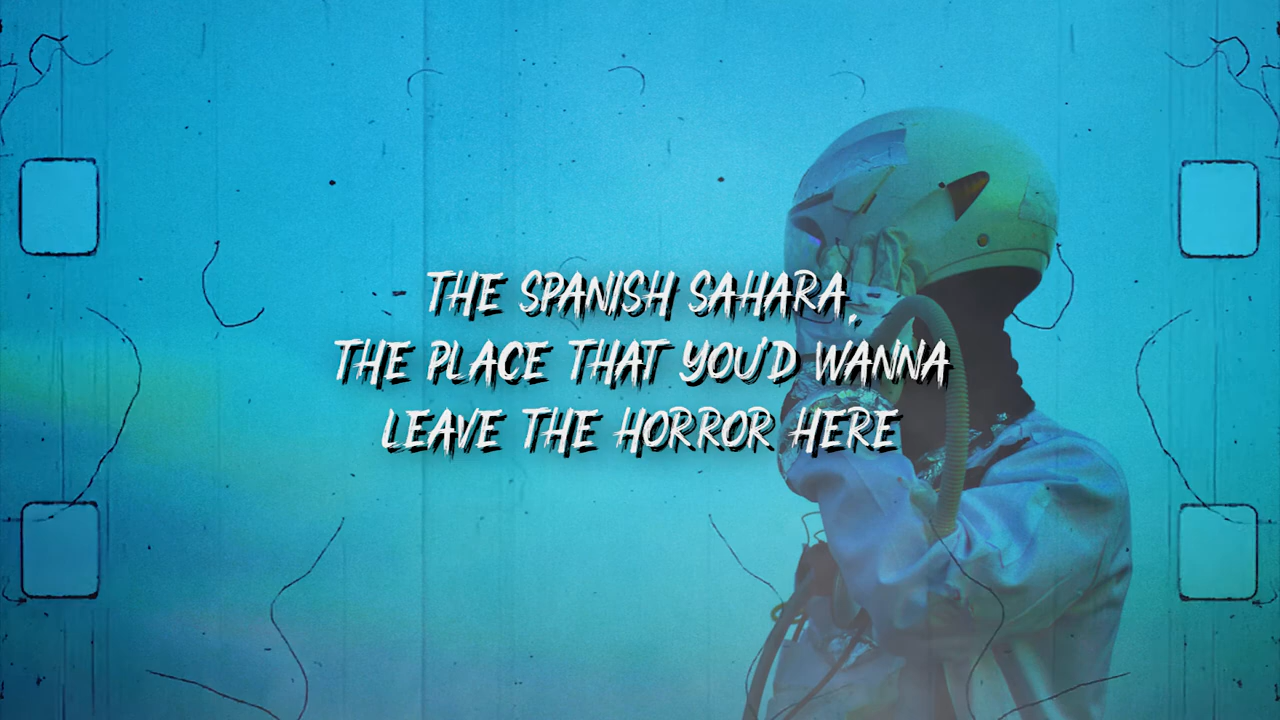 THE SPANISH SAHARA,
THE PLACE THAT YOU'D WANNA
LEAVE THE HORROR HERE